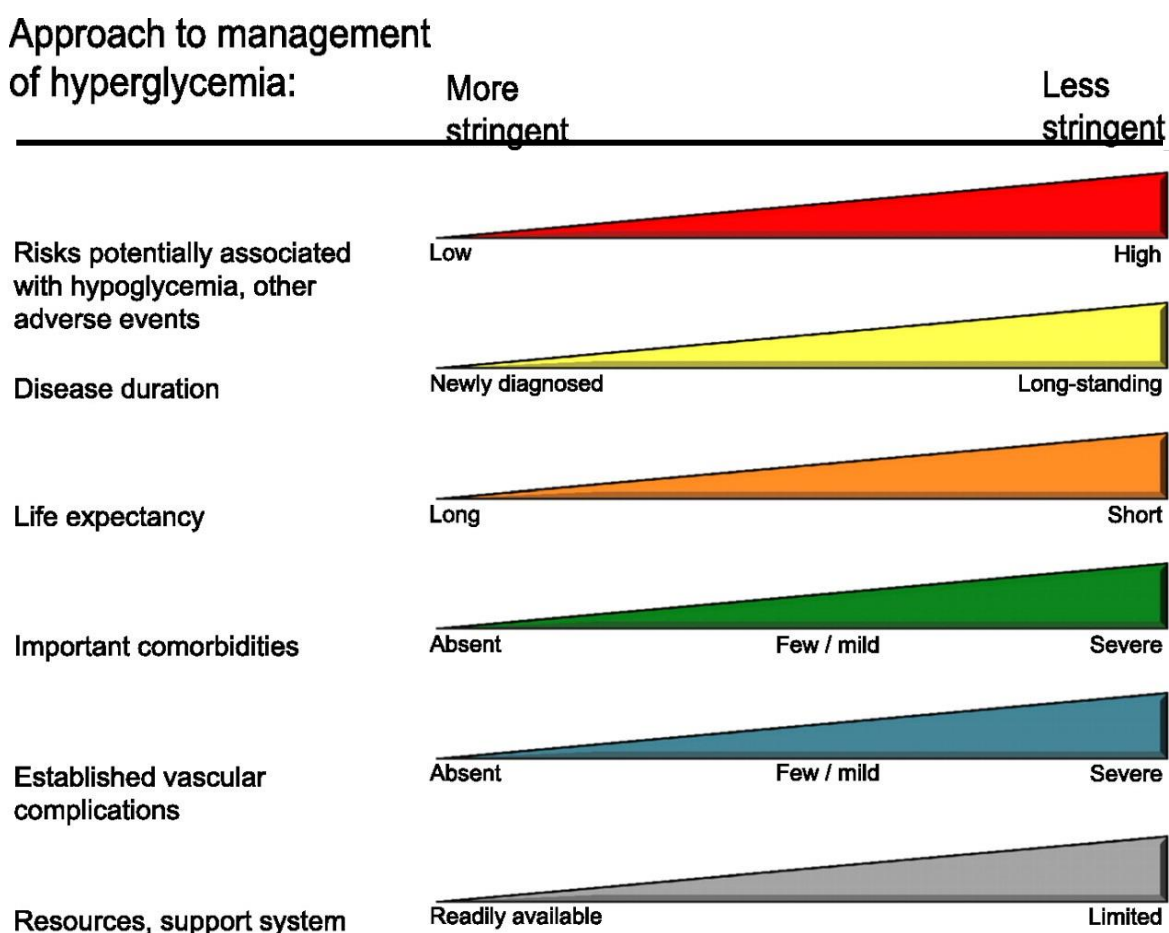 Approach to management
of hyperglycemia:
More
stringent
Less
stringent
Low
High
Risks potentially associated
with hypoglycemia, other
adverse events
Newly diagnosed
Long-standing
Disease duration
Long
Short
Life expectancy
Absent
Few / mild
Severe
Important comorbidities
Absent
Few / mild
Severe
Established vascular
complications
Readily available
Limited
Resources, support system